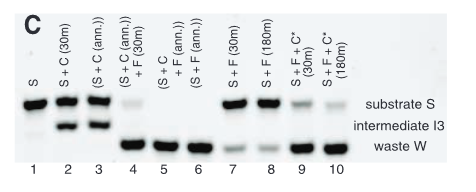 C
S
S + C (30m)
(S + C (ann.))
(S + C (ann.))
+ F (30m)
(S + C
+ F (ann.))
(S + F (ann.))
S + F (30m)
S + F (180m)
S + F + C*
(30m)
S + F + C*
(180m)
substrate S
intermediate I3
waste W
1 2 3 4 5 6 7 8 9 10